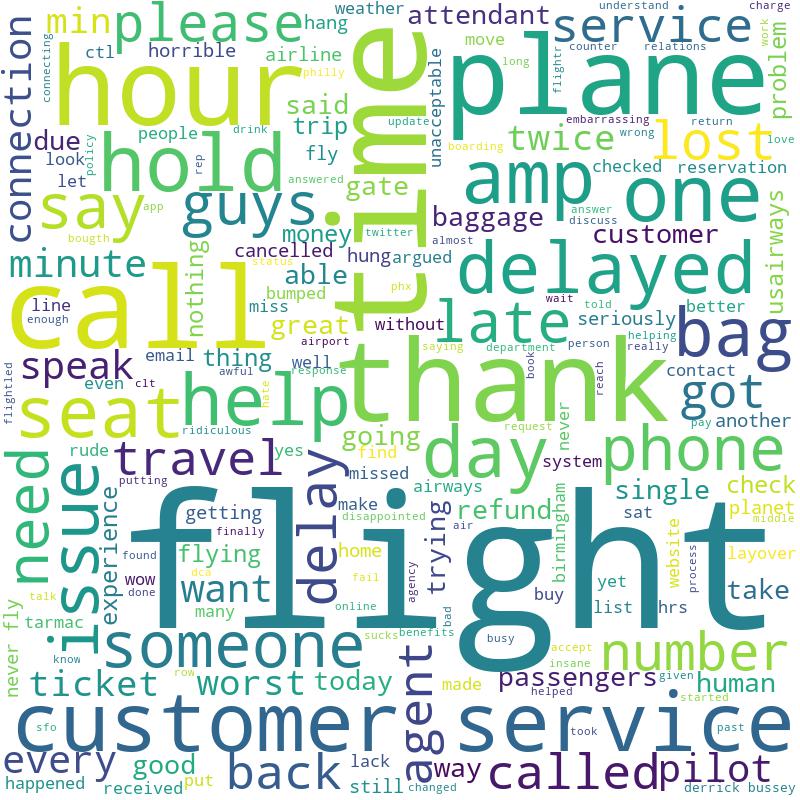 weather
understand
charge
min
please
hang
attendant
service
work
connecting
ctl
horrible
airline
move
counter
relations
problem
connection
hour
philly
time
plane
long
flightr
said
due
people
drink
trip
update
unacceptable
embarrassing
return
boarding
twice
wrong
lost
love
look
policy
hold
rep
fly
answered
gate
amp
checked
reservation
let
say
app
guys
one
baggage
answer
discuss
usairways
bougth
money
twitter
customer
almost
nothing
cancelled
hung
argued
minute
call
status
able
delayed
miss
bumped
phx
wait
told
better
line
enough
great
airport
without
late
seriously
bag
saying
department
helping
person
really
speak
email
thing
well
thank
book
reach
contact
flightled
even
clt
awful
response
hate
help
got
seat
ridiculous
request
never
pay
another
going
day
phone
rude
yes
find
travel
delay
missed
system
putting
need
issue
experience
getting
finally
make
disappointed
airways
trying
refund
air
birmingham
single
sat
check
planet
middle
website
process
layover
found
flying
home
flight
wow
done
dca
want
fail
agency
bad
buy
yet
list
hrs
take
talk
many
online
tarmac
sucks
benefits
busy
never fly
know
someone
accept
insane
number
row
agent
ticket
worst
today
made
passengers
helped
given
started
human
sfo
customer service
took
past
every
good
back
lack
way
called
pilot
happened
received
put
still
changed
derrick bussey